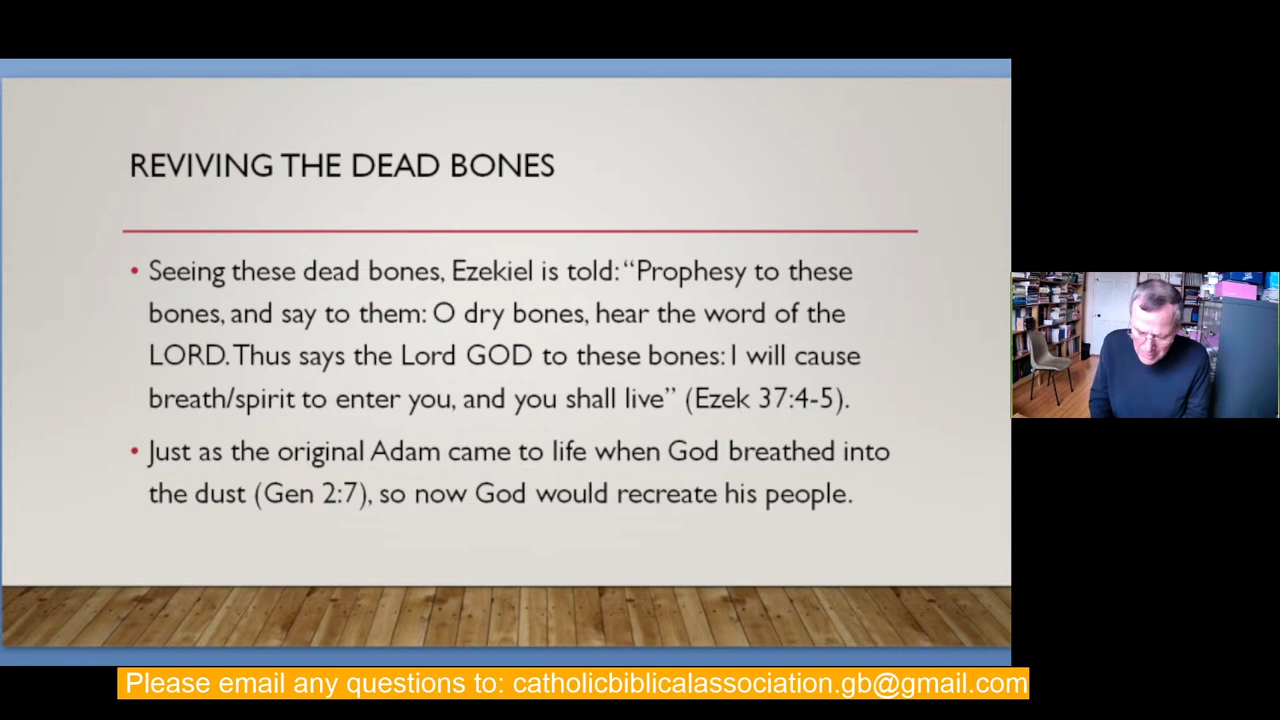 REVIVING THE DEAD BONES
• Seeing these dead bones, Ezekiel is told: “Prophesy to these
bones, and say to them: O dry bones, hear the word of the
LORD. Thus says the Lord GOD to these bones: I will cause
breath/spirit to enter you, and you shall live” (Ezek 37:4-5).
• Just as the original Adam came to life when God breathed into
the dust (Gen 2:7), so now God would recreate his people.
Please email any questions to: catholicbiblicalassociation.gb@gmail.com